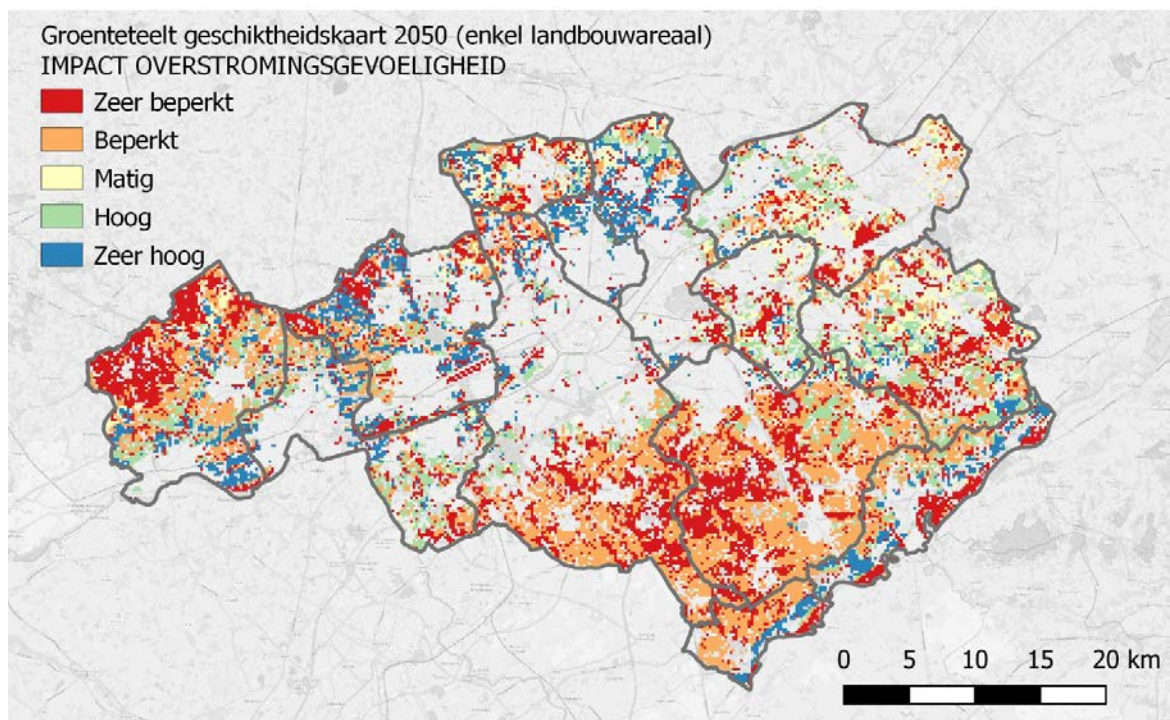 Groenteteelt geschiktheidskaart 2050 (enkel landbouwareaal)
IMPACT OVERSTROMINGSGEVOELIGHEID
Zeer beperkt
Beperkt
Matig
Hoog
Zeer hoog
0 5 10 15 20 km